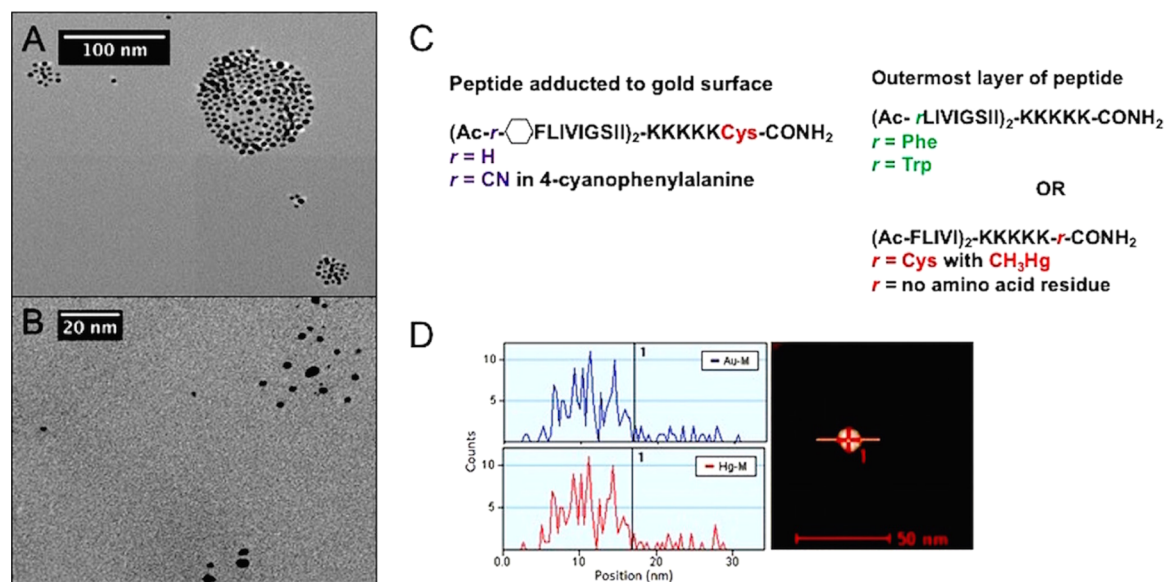 A
100 nm
B
20 nm
C
Peptide adducted to gold surface
(Ac-r-FLIVIGSII)2-KKKKKCys-CONH2
r = H
r = CN in 4-cyanophenylalanine
Outermost layer of peptide
(Ac- rLIVIGSII)2-KKKKK-CONH2
r = Phe
r = Trp
OR
(Ac-FLIVI)2-KKKKK-r-CONH2
r = Cys with CH3Hg
r = no amino acid residue
D
10
5
1
Au-M
Counts
10
5
1
Hg-M
0.0
10
20
30
Position (nm)
1
50 nm